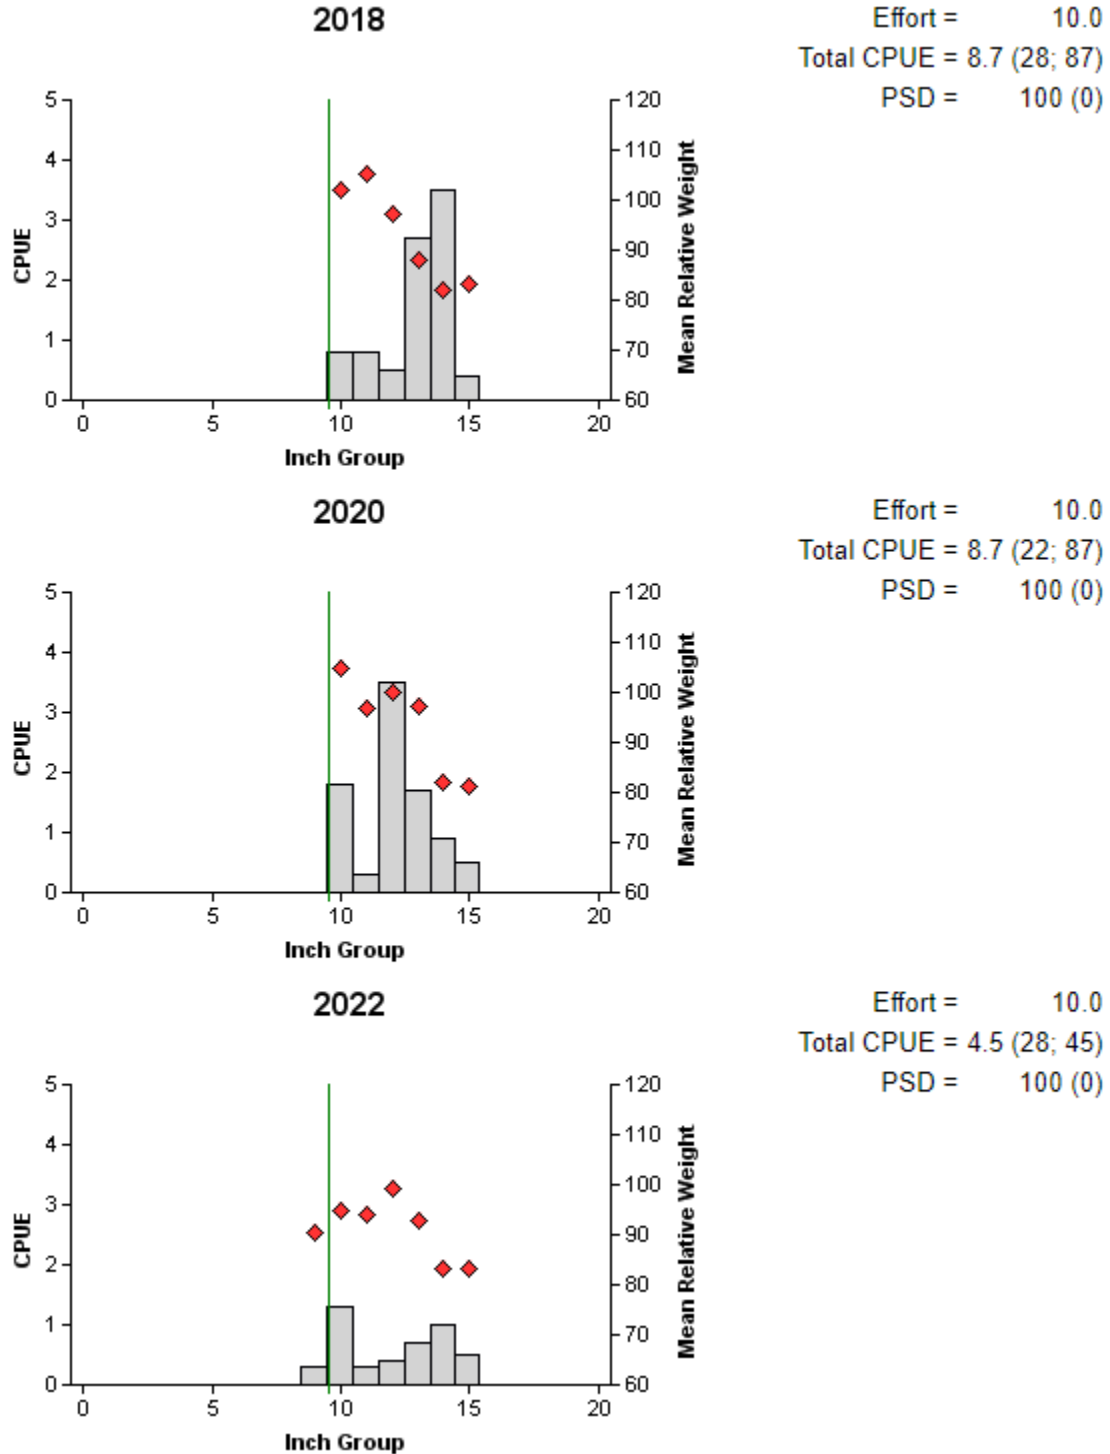 2018
Effort = 10.0
Total CPUE = 8.7 (28; 87)
PSD = 100 (0)
5
4
3
2
1
0
CPUE
120
110
100
90
80
70
60
Mean Relative Weight
0 5 10 15 20
Inch Group
2020
Effort = 10.0
Total CPUE = 8.7 (22; 87)
PSD = 100 (0)
5
4
3
2
1
0
CPUE
120
110
100
90
80
70
60
Mean Relative Weight
0 5 10 15 20
Inch Group
2022
Effort = 10.0
Total CPUE = 4.5 (28; 45)
PSD = 100 (0)
5
4
3
2
1
0
CPUE
120
110
100
90
80
70
60
Mean Relative Weight
0 5 10 15 20
Inch Group